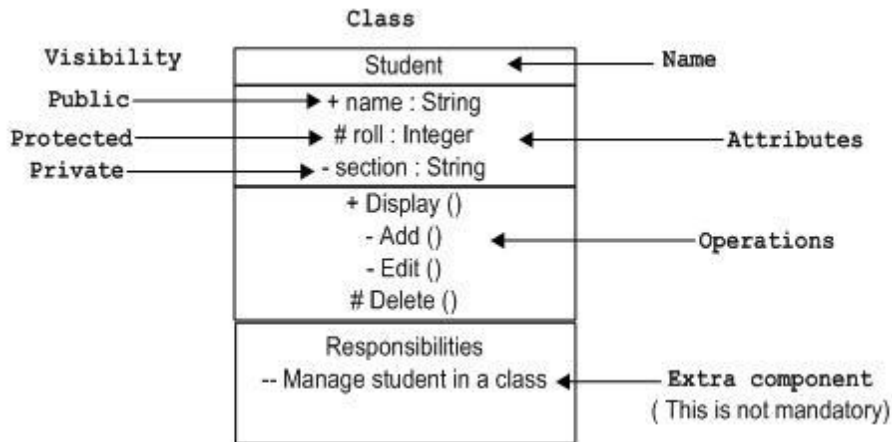 Class
Visibility
Student
Name
Public
+ name : String
Protected
# roll : Integer
Attributes
Private
- section : String
+ Display ()
- Add ()
Operations
- Edit ()
# Delete ()
Responsibilities
-- Manage student in a class
Extra component
( This is not mandatory)